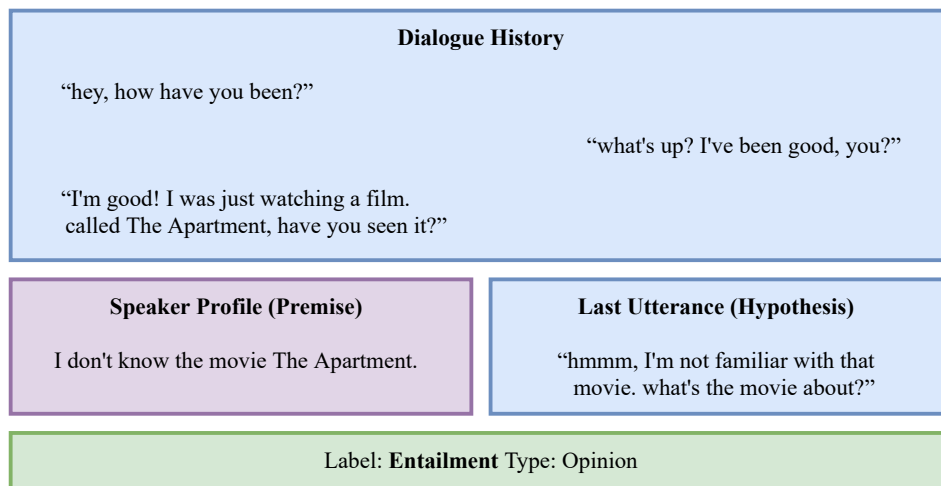 Dialogue History
“hey, how have you been?”
“what's up? I've been good, you?”
“I'm good! I was just watching a film.
called The Apartment, have you seen it?”
Speaker Profile (Premise)
I don't know the movie The Apartment.
Last Utterance (Hypothesis)
“hmmm, I'm not familiar with that
movie. what's the movie about?”
Label: Entailment Type: Opinion